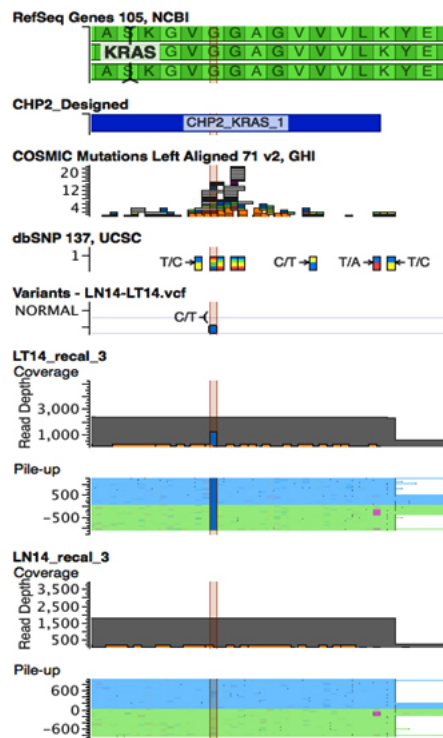 RefSeq Genes 105, NCBI
A S K G V G G A G V V V L K Y E
KRAS K G V G G A G V V V L K Y E
A S K G V G G A G V V V L K Y E
CHP2_Designed
CHP2_KRAS_1
COSMIC Mutations Left Aligned 71 v2, GHI
20
12
4
dbSNP 137, UCSC
1
T/C C/T T/A T/C
Variants - LN14-LT14.vcf
NORMAL
C/T
LT14_recal_3
Coverage
Read Depth
3,000
1,000
Pile-up
500
-500
LN14_recal_3
Coverage
Read Depth
3,500
2,500
1,500
500
Pile-up
600
0
-600